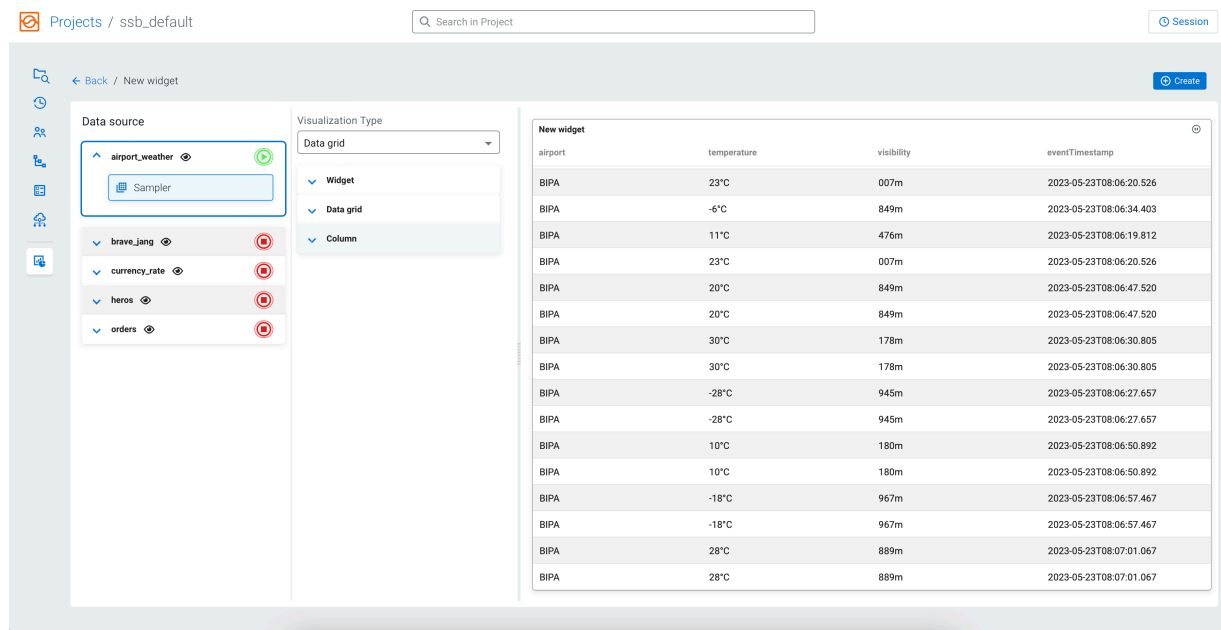 Projects / ssb_default
Search in Project
Session
Back / New widget
Create
Data source
airport_weather
Sampler
brave_jang
currency_rate
heros
orders
Visualization Type
Data grid
Widget
Data grid
Column
New widget
airport temperature visibility eventTimestamp
BIPA 23°C 007m 2023-05-23T08:06:20.526
BIPA -6°C 849m 2023-05-23T08:06:34.403
BIPA 11°C 476m 2023-05-23T08:06:19.812
BIPA 23°C 007m 2023-05-23T08:06:20.526
BIPA 20°C 849m 2023-05-23T08:06:47.520
BIPA 20°C 849m 2023-05-23T08:06:47.520
BIPA 30°C 178m 2023-05-23T08:06:30.805
BIPA 30°C 178m 2023-05-23T08:06:30.805
BIPA -28°C 945m 2023-05-23T08:06:27.657
BIPA -28°C 945m 2023-05-23T08:06:27.657
BIPA 10°C 180m 2023-05-23T08:06:50.892
BIPA 10°C 180m 2023-05-23T08:06:50.892
BIPA -18°C 967m 2023-05-23T08:06:57.467
BIPA -18°C 967m 2023-05-23T08:06:57.467
BIPA 28°C 889m 2023-05-23T08:07:01.067
BIPA 28°C 889m 2023-05-23T08:07:01.067